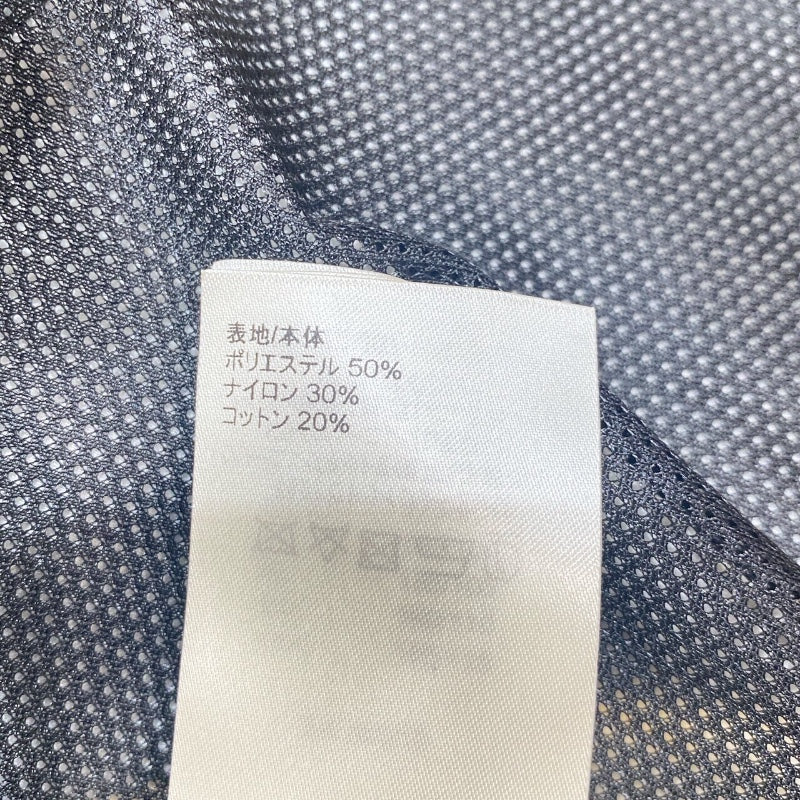 表地/本体
ポリエステル 50%
ナイロン 30%
コットン 20%